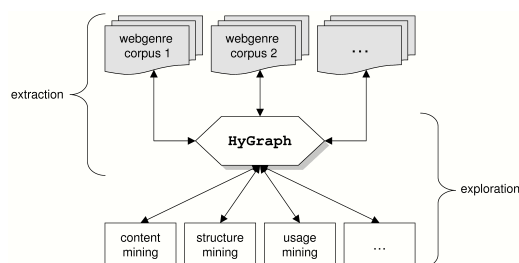 webgenre
corpus 1
webgenre
corpus 2
...
extraction
HyGraph
exploration
content
mining
structure
mining
usage
mining
...